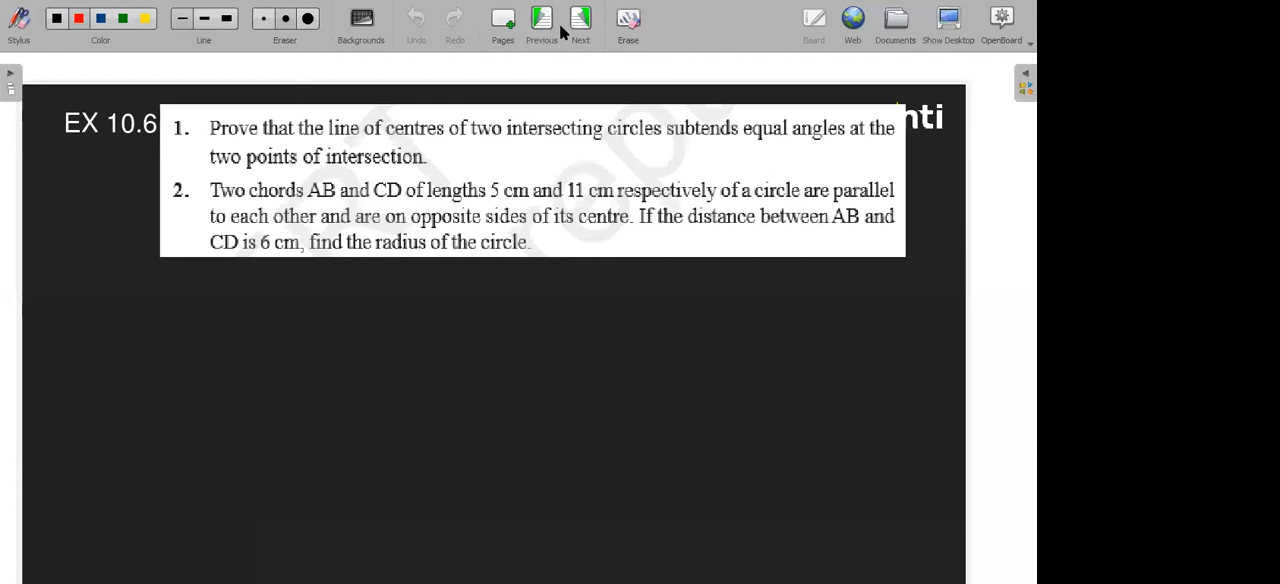 Stylus Color Line Eraser Backgrounds Undo Redo Pages Previous Next Erase Board Web Documents Show Desktop OpenBoard
EX 10.6
nti
1. Prove that the line of centres of two intersecting circles subtends equal angles at the
two points of intersection.
2. Two chords AB and CD of lengths 5 cm and 11 cm respectively of a circle are parallel
to each other and are on opposite sides of its centre. If the distance between AB and
CD is 6 cm, find the radius of the circle.